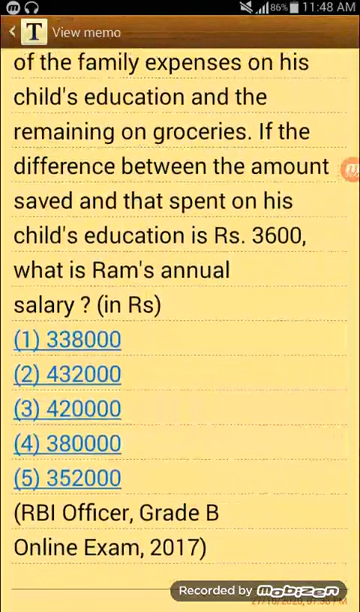 86% 11:48 AM
T View memo
of the family expenses on his
child's education and the
remaining on groceries. If the
difference between the amount
saved and that spent on his
child's education is Rs. 3600,
what is Ram's annual
salary ? (in Rs)
(1) 338000
(2) 432000
(3) 420000
(4) 380000
(5) 352000
(RBI Officer, Grade B
Online Exam, 2017)
Recorded by Mobizen